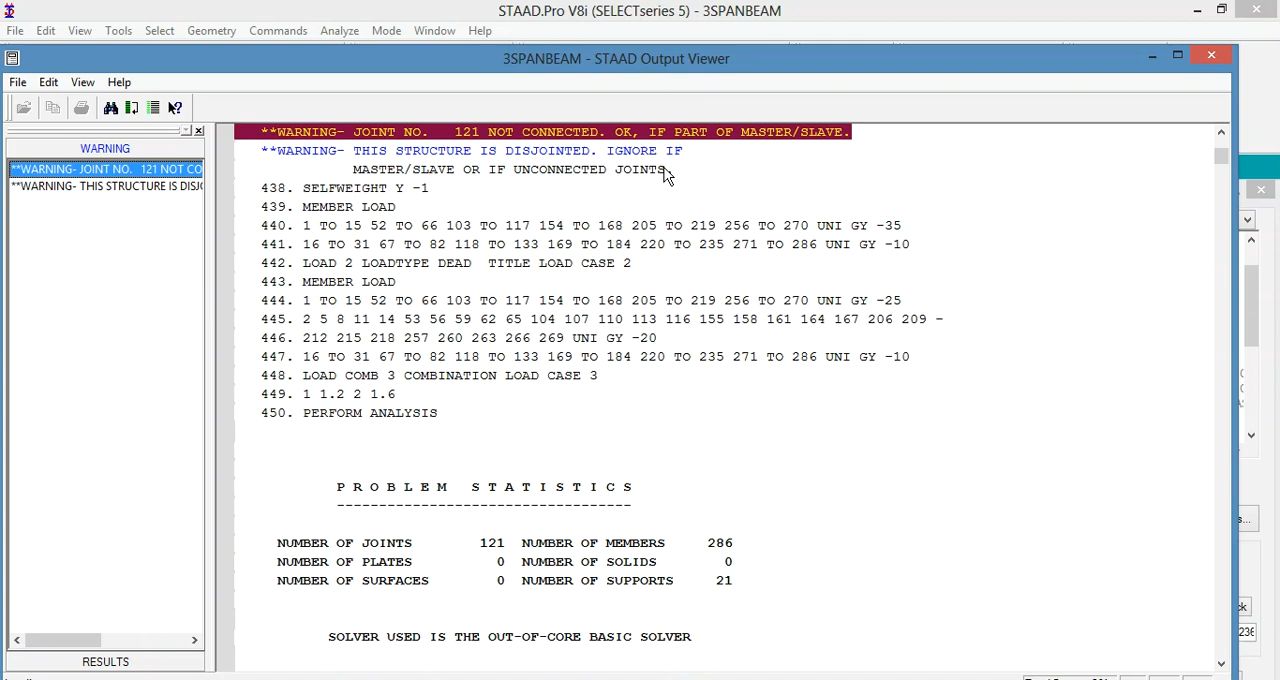 STAAD.Pro V8i (SELECTseries 5) - 3SPANBEAM
File Edit View Tools Select Geometry Commands Analyze Mode Window Help
3SPANBEAM - STAAD Output Viewer
File Edit View Help
WARNING
**WARNING- JOINT NO. 121 NOT CO
**WARNING- THIS STRUCTURE IS DISJ
RESULTS
**WARNING- JOINT NO. 121 NOT CONNECTED. OK, IF PART OF MASTER/SLAVE.
**WARNING- THIS STRUCTURE IS DISJOINTED. IGNORE IF
MASTER/SLAVE OR IF UNCONNECTED JOINTS.
438. SELFWEIGHT Y -1
439. MEMBER LOAD
440. 1 TO 15 52 TO 66 103 TO 117 154 TO 168 205 TO 219 256 TO 270 UNI GY -35
441. 16 TO 31 67 TO 82 118 TO 133 169 TO 184 220 TO 235 271 TO 286 UNI GY -10
442. LOAD 2 LOADTYPE DEAD TITLE LOAD CASE 2
443. MEMBER LOAD
444. 1 TO 15 52 TO 66 103 TO 117 154 TO 168 205 TO 219 256 TO 270 UNI GY -25
445. 2 5 8 11 14 53 56 59 62 65 104 107 110 113 116 155 158 161 164 167 206 209 -
446. 212 215 218 257 260 263 266 269 UNI GY -20
447. 16 TO 31 67 TO 82 118 TO 133 169 TO 184 220 TO 235 271 TO 286 UNI GY -10
448. LOAD COMB 3 COMBINATION LOAD CASE 3
449. 1 1.2 2 1.6
450. PERFORM ANALYSIS
P R O B L E M S T A T I S T I C S
-----------------------------------
NUMBER OF JOINTS 121 NUMBER OF MEMBERS 286
NUMBER OF PLATES 0 NUMBER OF SOLIDS 0
NUMBER OF SURFACES 0 NUMBER OF SUPPORTS 21
SOLVER USED IS THE OUT-OF-CORE BASIC SOLVER